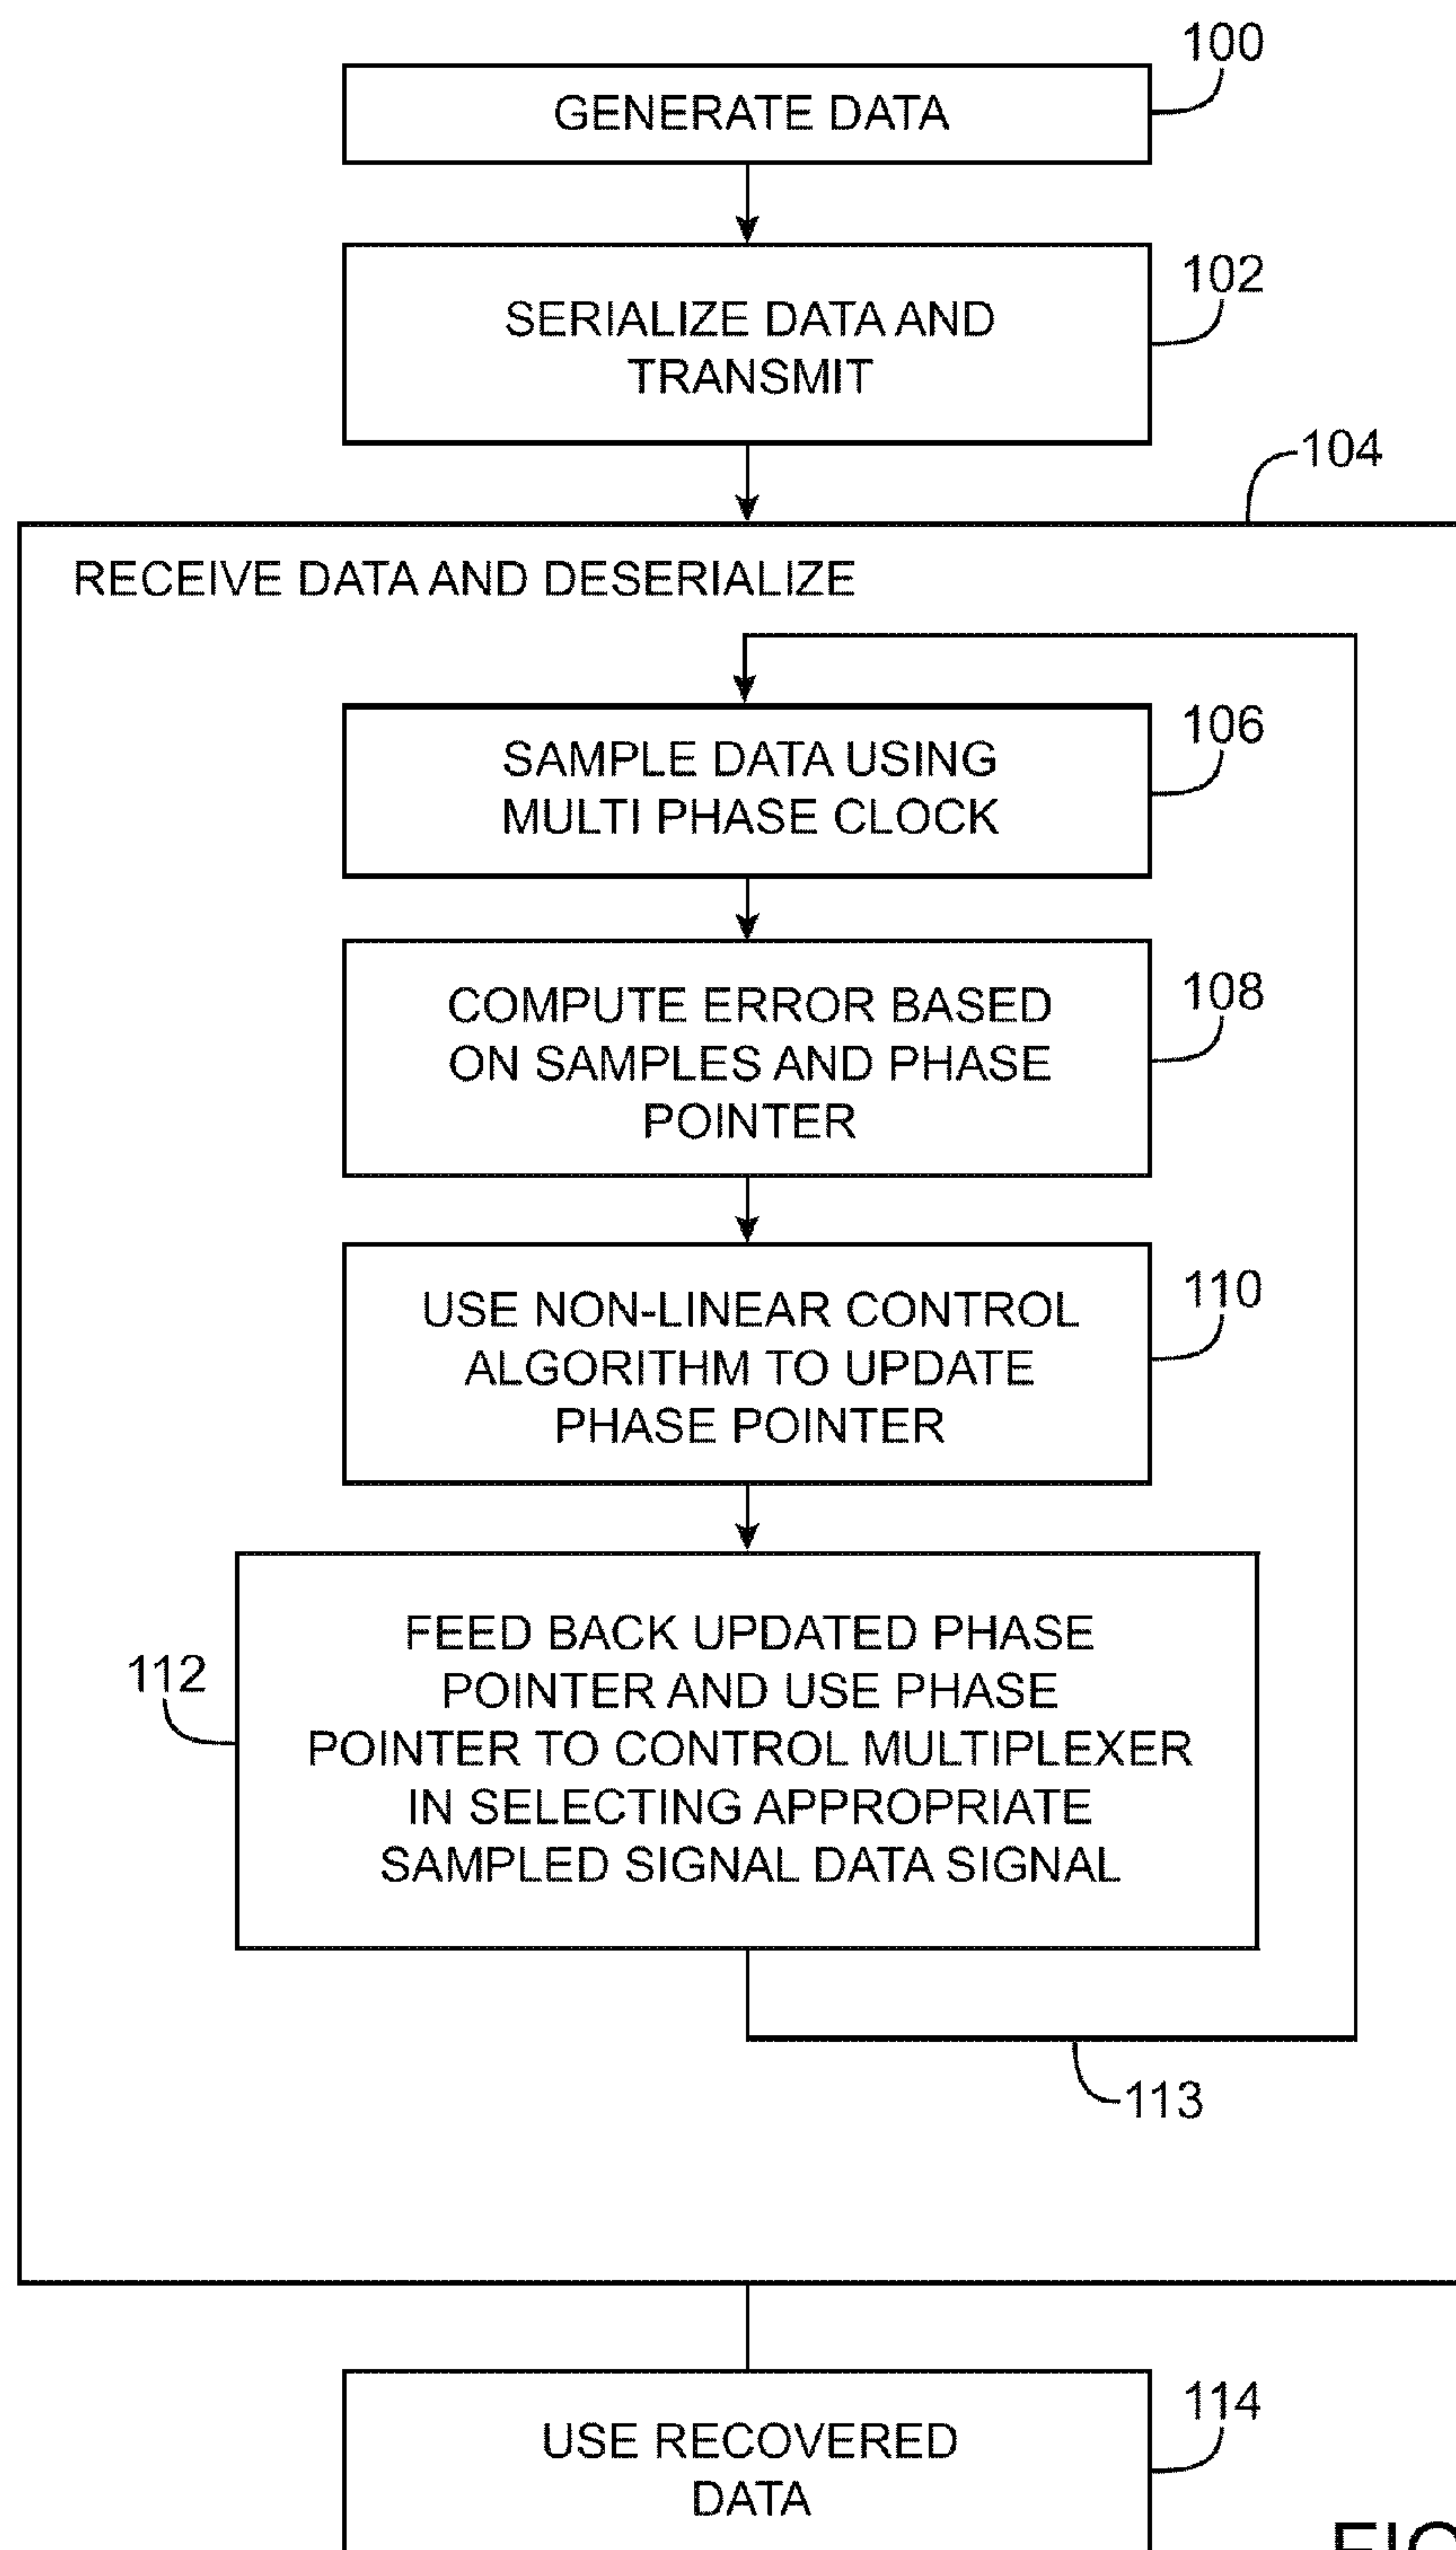 100
GENERATE DATA
102
SERIALIZE DATA AND
TRANSMIT
104
RECEIVE DATA AND DESERIALIZE
106
SAMPLE DATA USING
MULTI PHASE CLOCK
108
COMPUTE ERROR BASED
ON SAMPLES AND PHASE
POINTER
110
USE NON-LINEAR CONTROL
ALGORITHM TO UPDATE
PHASE POINTER
112
FEED BACK UPDATED PHASE
POINTER AND USE PHASE
POINTER TO CONTROL MULTIPLEXER
IN SELECTING APPROPRIATE
SAMPLED SIGNAL DATA SIGNAL
113
114
USE RECOVERED
DATA